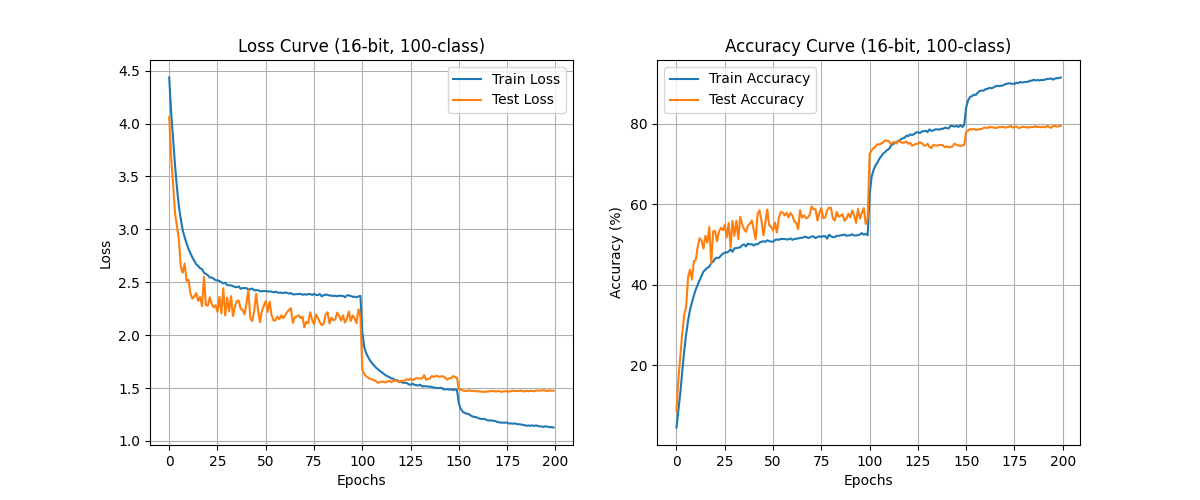 Loss Curve (16-bit, 100-class)
4.5
4.0
3.5
3.0
2.5
2.0
1.5
1.0
Loss
Train Loss
Test Loss
0 25 50 75 100 125 150 175 200
Epochs
Accuracy Curve (16-bit, 100-class)
80
60
40
20
Accuracy (%)
Train Accuracy
Test Accuracy
0 25 50 75 100 125 150 175 200
Epochs